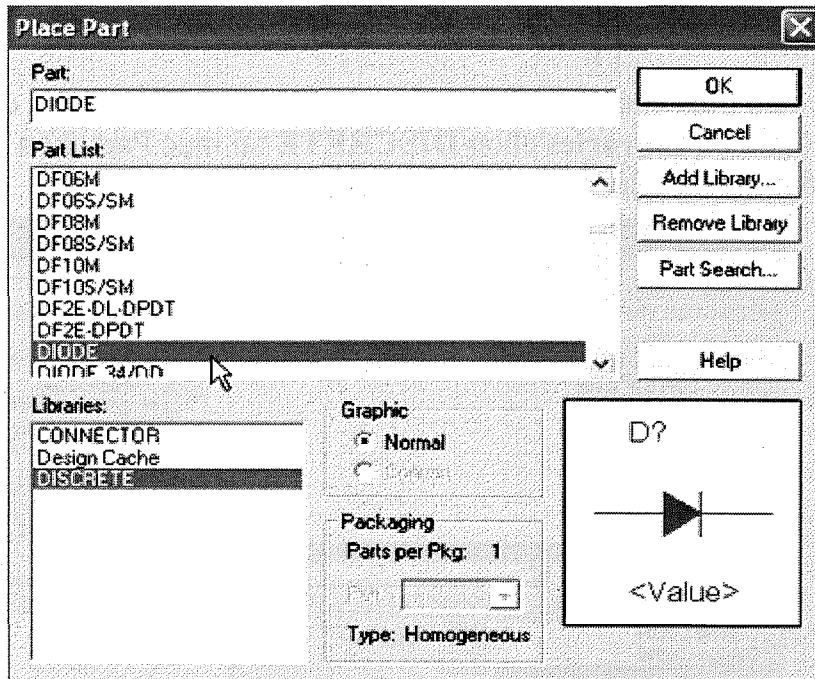 Place Part
Part:
DIODE
Part List:
DF06M
DF06S/SM
DF08M
DF08S/SM
DF10M
DF10S/SM
DF2E-DL-DPDT
DF2E-DPDT
DIODE
OK
Cancel
Add Library...
Remove Library
Part Search...
Help
Libraries:
CONNECTOR
Design Cache
DISCRETE
Graphic
Normal
Packaging
Parts per Pkg: 1
Type: Homogeneous
D?
<Value>